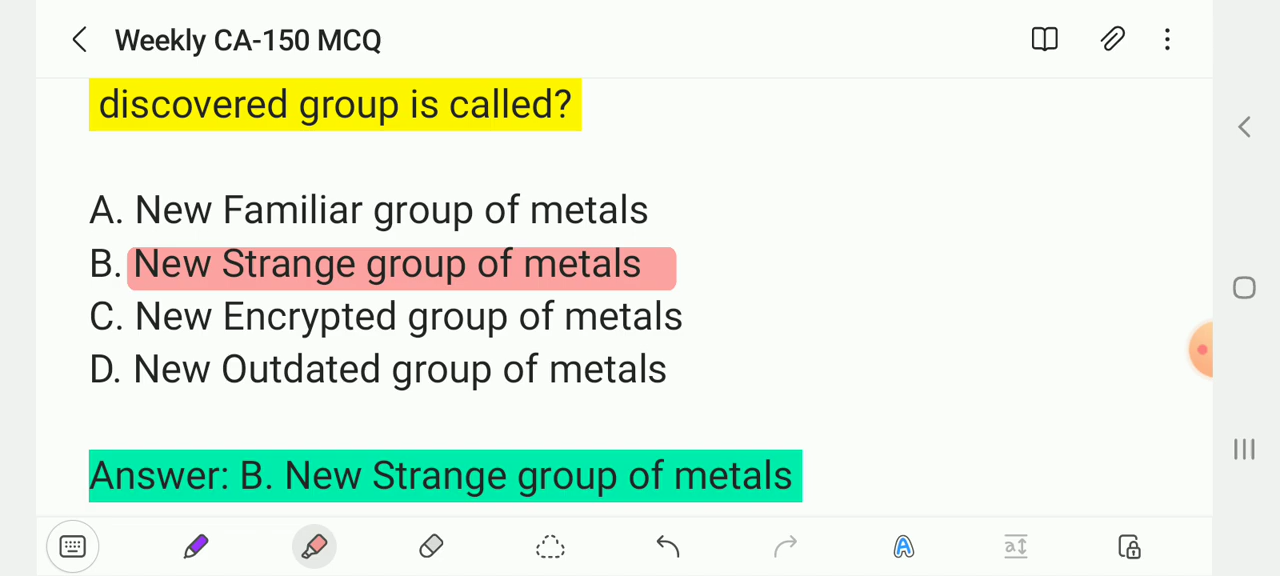 Weekly CA-150 MCQ
discovered group is called?
A. New Familiar group of metals
B. New Strange group of metals
C. New Encrypted group of metals
D. New Outdated group of metals
Answer: B. New Strange group of metals